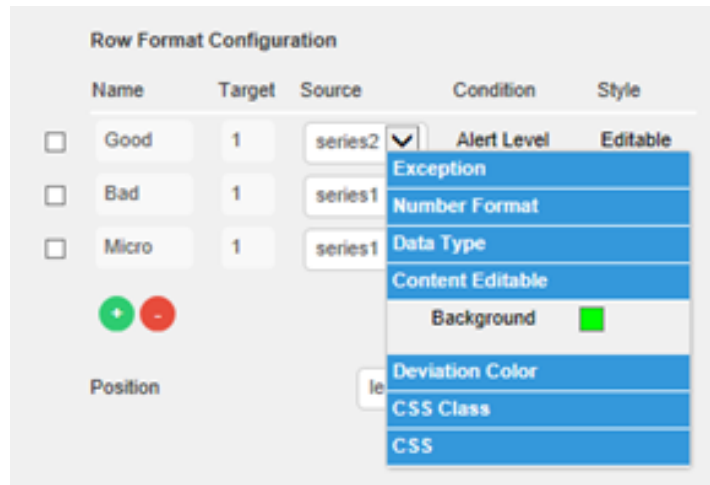 Row Format Configuration
Name Target Source Condition Style
Good 1 series2 Alert Level Editable
Exception
Bad 1 series1
Number Format
Micro 1 series1
Data Type
Content Editable
+ -
Background
Position le
Deviation Color
CSS Class
CSS